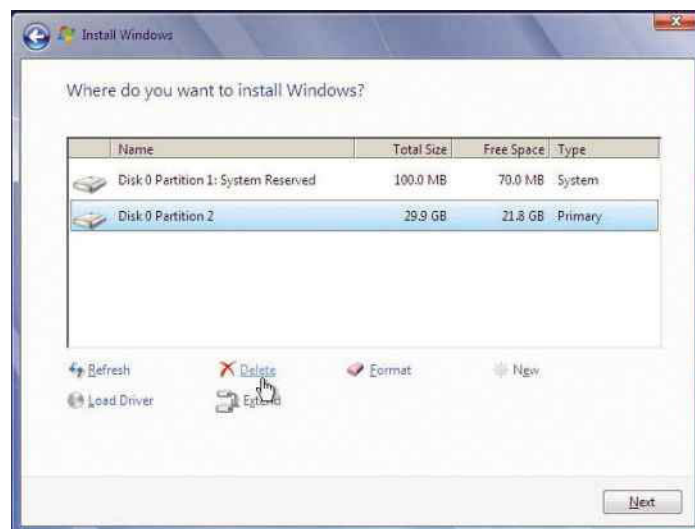 Install Windows
Where do you want to install Windows?
Name Total Size Free Space Type
Disk 0 Partition 1: System Reserved 100.0 MB 70.0 MB System
Disk 0 Partition 2 29.9 GB 21.8 GB Primary
Refresh Delete Format New
Load Driver Extend
Next